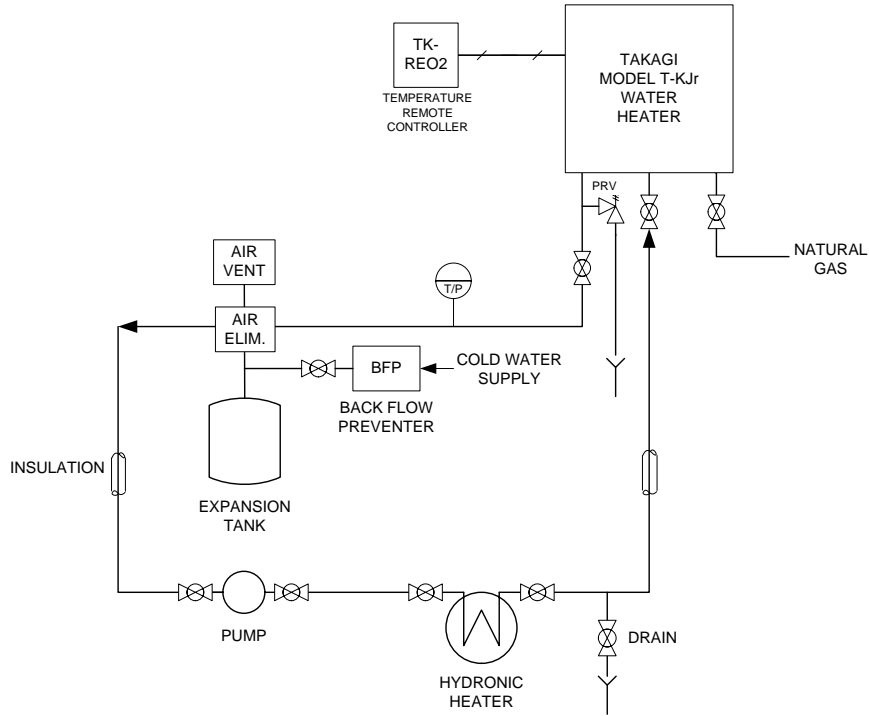 TK-
REO2
TEMPERATURE
REMOTE
CONTROLLER
TAKAGI
MODEL T-KJr
WATER
HEATER
PRV
NATURAL
GAS
AIR
VENT
T/P
AIR
ELIM.
BFP
COLD WATER
SUPPLY
BACK FLOW
PREVENTER
INSULATION
EXPANSION
TANK
PUMP
HYDRONIC
HEATER
DRAIN